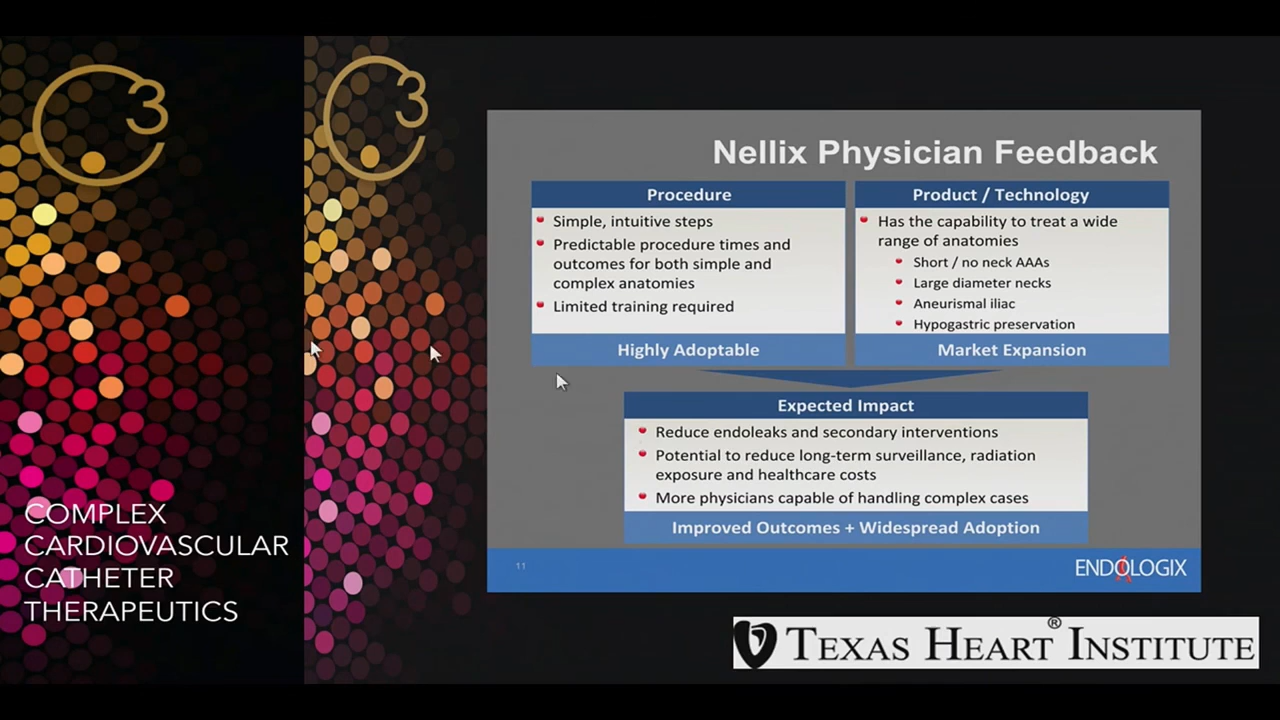 3
3
COMPLEX
CARDIOVASCULAR
CATHETER
THERAPEUTICS
Nellix Physician Feedback
Procedure
Simple, intuitive steps
Predictable procedure times and
outcomes for both simple and
complex anatomies
Limited training required
Highly Adoptable
Product / Technology
Has the capability to treat a wide
range of anatomies
Short / no neck AAAs
Large diameter necks
Aneurismal iliac
Hypogastric preservation
Market Expansion
Expected Impact
Reduce endoleaks and secondary interventions
Potential to reduce long-term surveillance, radiation
exposure and healthcare costs
More physicians capable of handling complex cases
Improved Outcomes + Widespread Adoption
11
ENDOLOGIX
TEXAS HEART® INSTITUTE